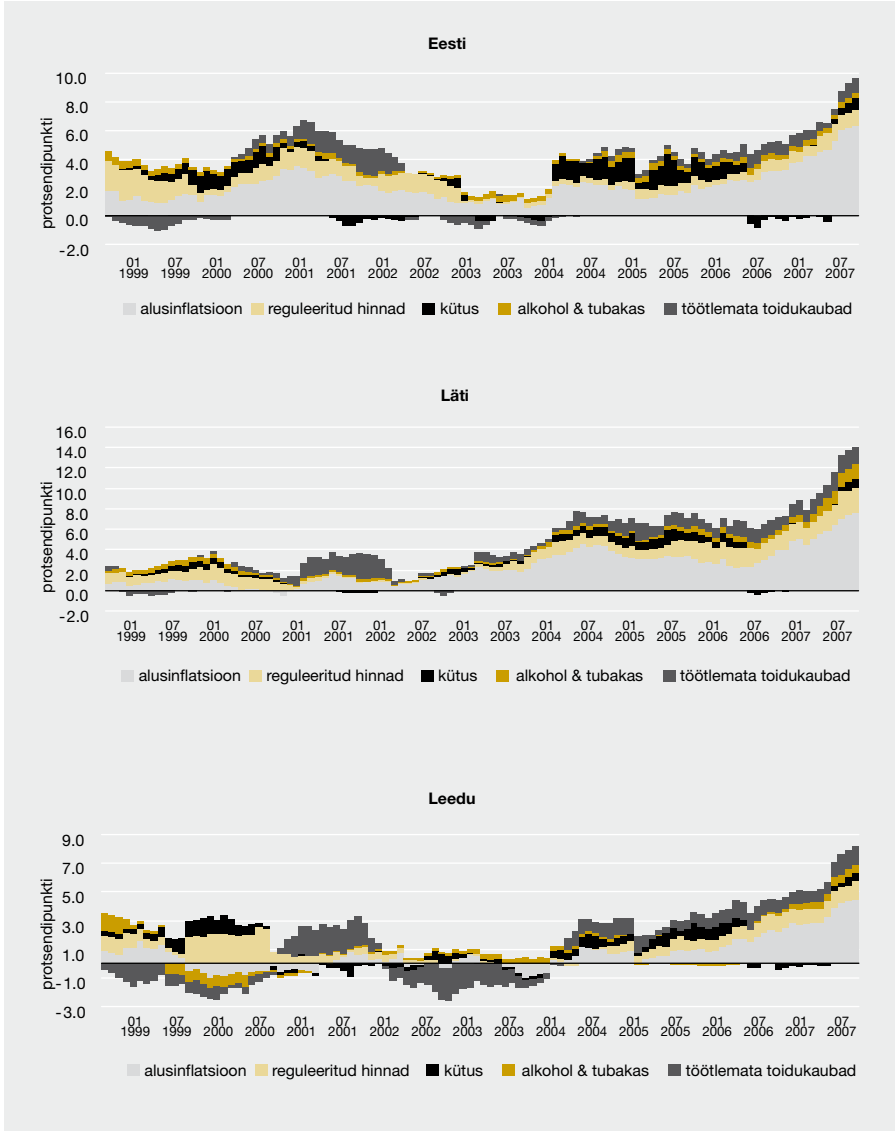 Eesti
10.0
8.0
6.0
4.0
2.0
0.0
-2.0
protsendipunkti
01 07 01 07 01 07 01 07 01 07 01 07 01 07 01 07 01 07
1999 1999 2000 2000 2001 2001 2002 2002 2003 2003 2004 2004 2005 2005 2006 2006 2007 2007
alusinflatsioon reguleeritud hinnad kütus alkohol & tubakas töötlemata toidukaubad
Läti
16.0
14.0
12.0
10.0
8.0
6.0
4.0
2.0
0.0
-2.0
protsendipunkti
01 07 01 07 01 07 01 07 01 07 01 07 01 07 01 07 01 07
1999 1999 2000 2000 2001 2001 2002 2002 2003 2003 2004 2004 2005 2005 2006 2006 2007 2007
alusinflatsioon reguleeritud hinnad kütus alkohol & tubakas töötlemata toidukaubad
Leedu
9.0
7.0
5.0
3.0
1.0
-1.0
-3.0
protsendipunkti
01 07 01 07 01 07 01 07 01 07 01 07 01 07 01 07 01 07
1999 1999 2000 2000 2001 2001 2002 2002 2003 2003 2004 2004 2005 2005 2006 2006 2007 2007
alusinflatsioon reguleeritud hinnad kütus alkohol & tubakas töötlemata toidukaubad